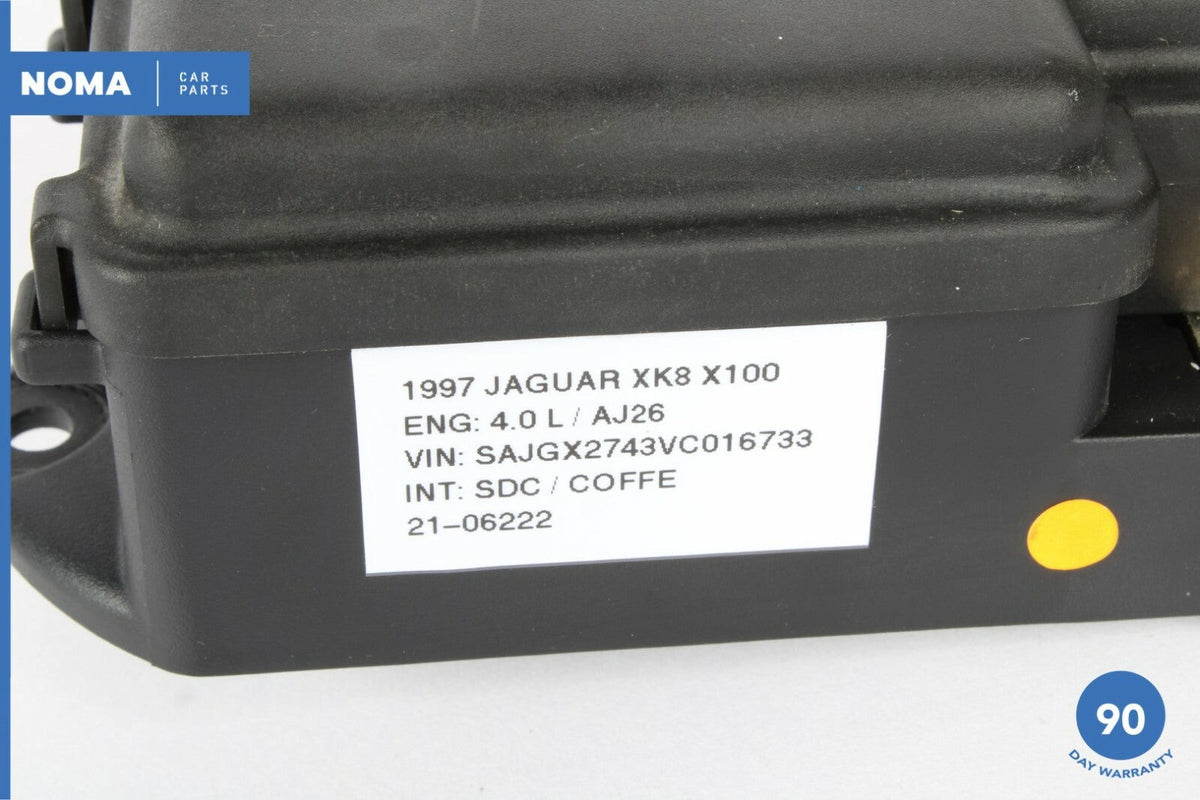 NOMA
CAR
PARTS
1997 JAGUAR XK8 X100
ENG: 4.0 L / AJ26
VIN: SAJGX2743VC016733
INT: SDC / COFFE
21-06222
90
DAY WARRANTY